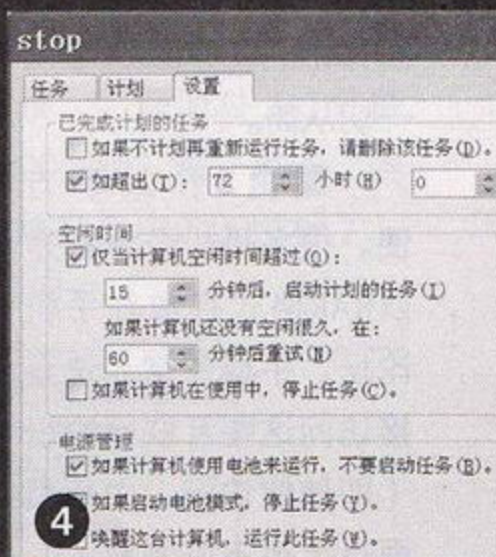 stop
任务 计划 设置
已完成计划的任务
如果不计划再重新运行任务，请删除该任务(D)。
如超出(T)： 72 小时(H) 0
空闲时间
仅当计算机空闲时间超过(O)：
15 分钟后，启动计划的任务(I)
如果计算机还没有空闲很久，在：
60 分钟后重试(N)
如果计算机在使用中，停止任务(C)。
电源管理
如果计算机使用电池来运行，不要启动任务(B)。
如果启动电池模式，停止任务(Y)。
4
唤醒这台计算机，运行此任务(W)。